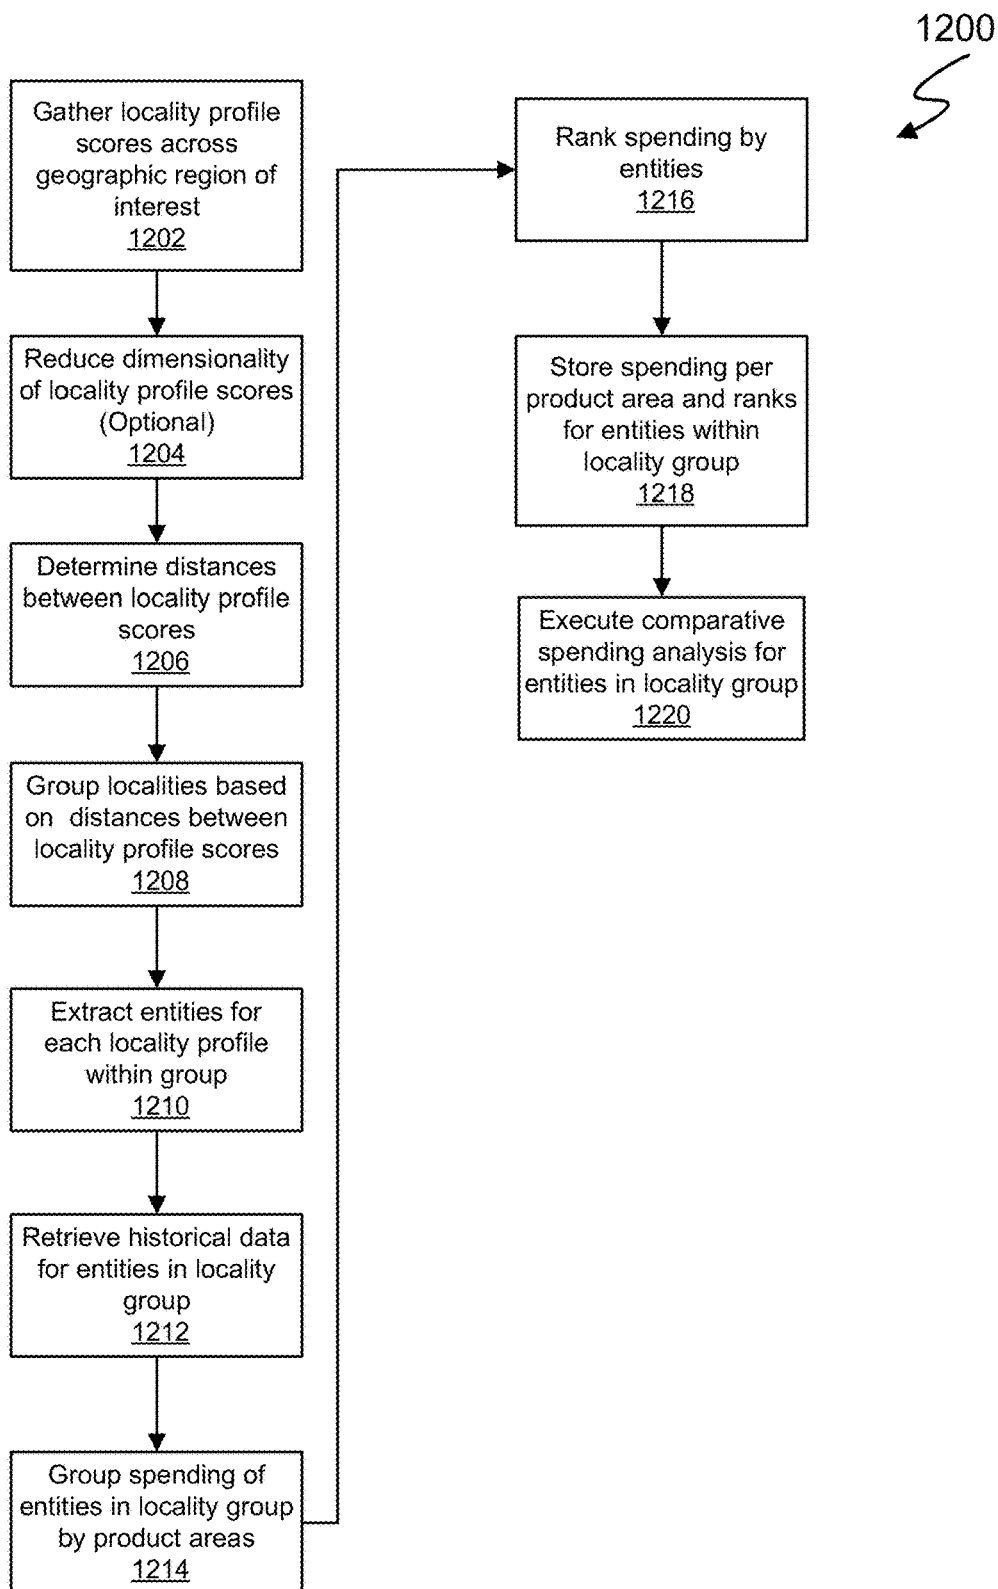 1200
Gather locality profile
scores across
geographic region of
interest
1202
Reduce dimensionality
of locality profile scores
(Optional)
1204
Determine distances
between locality profile
scores
1206
Group localities based
on distances between
locality profile scores
1208
Extract entities for
each locality profile
within group
1210
Retrieve historical data
for entities in locality
group
1212
Group spending of
entities in locality group
by product areas
1214
Rank spending by
entities
1216
Store spending per
product area and ranks
for entities within
locality group
1218
Execute comparative
spending analysis for
entities in locality group
1220